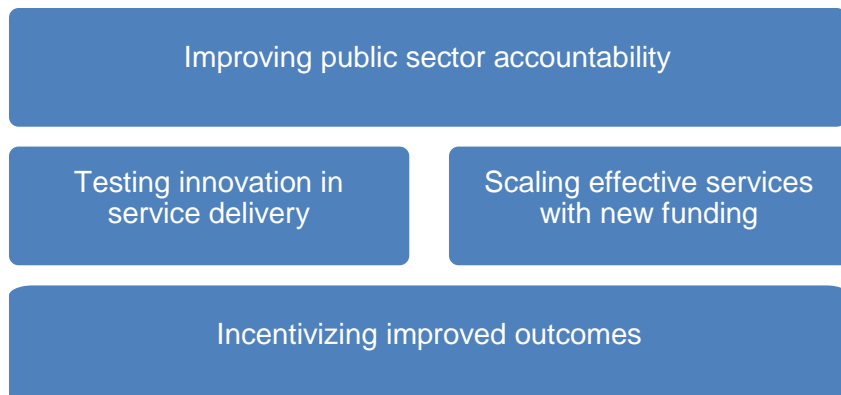 Improving public sector accountability
Testing innovation in
service delivery
Scaling effective services
with new funding
Incentivizing improved outcomes